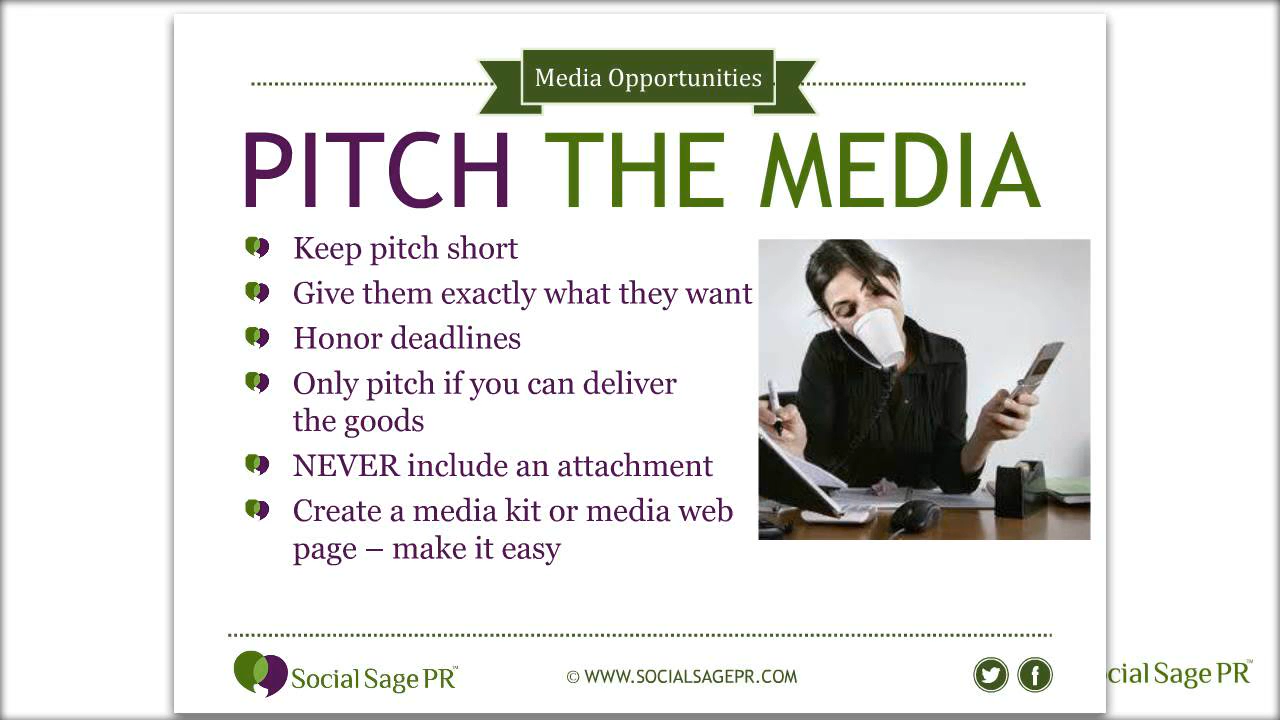 Media Opportunities
PITCH THE MEDIA
Keep pitch short
Give them exactly what they want
Honor deadlines
Only pitch if you can deliver
the goods
NEVER include an attachment
Create a media kit or media web
page – make it easy
Social Sage PR™
© WWW.SOCIALSAGEPR.COM
cial Sage PR™